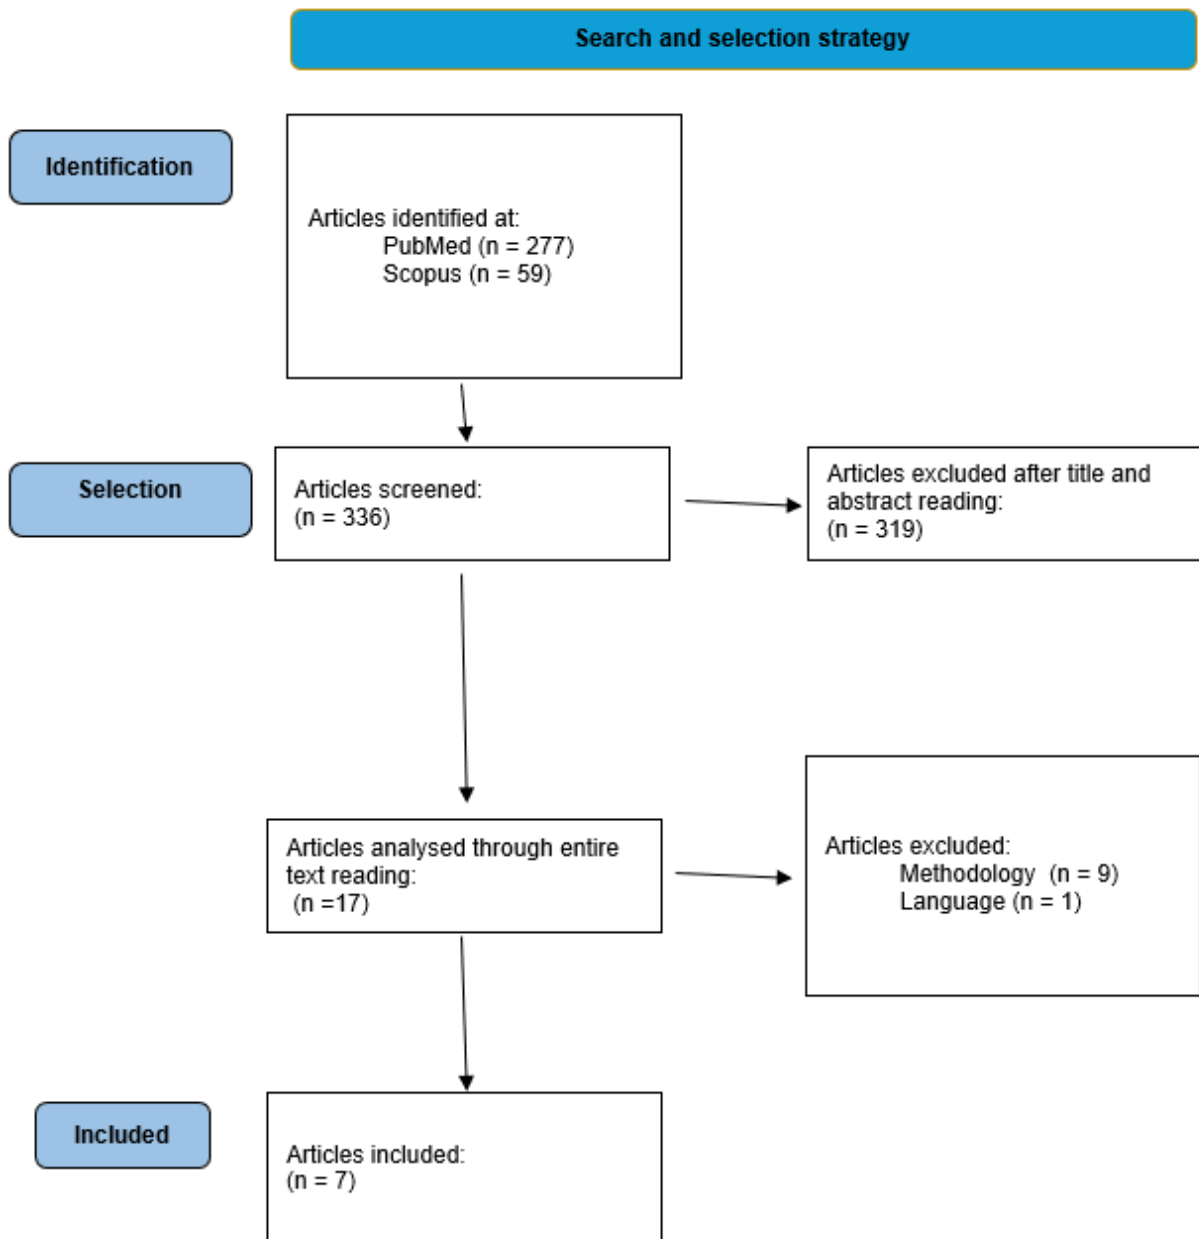 Search and selection strategy
Identification
Articles identified at:
PubMed (n = 277)
Scopus (n = 59)
Selection
Articles screened:
(n = 336)
Articles excluded after title and
abstract reading:
(n = 319)
Articles analysed through entire
text reading:
(n =17)
Articles excluded:
Methodology (n = 9)
Language (n = 1)
Included
Articles included:
(n = 7)